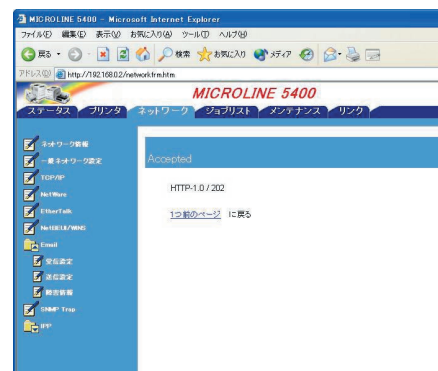 MICROLINE 5400 - Microsoft Internet Explorer
ファイル(F) 編集(E) 表示(V) お気に入り(A) ツール(T) ヘルプ(H)
戻る 検索 お気に入り メディア
アドレス(D) http://192.168.0.2/networkfrm.htm
MICROLINE 5400
ステータス プリンタ ネットワーク ジョブリスト メンテナンス リンク
ネットワーク情報
一般ネットワーク設定
TCP/IP
NetWare
EtherTalk
NetBEUI/WINS
Email
受信設定
送信設定
障害情報
SNMP Trap
IPP
Accepted
HTTP-1.0 / 202
1つ前のページ に戻る